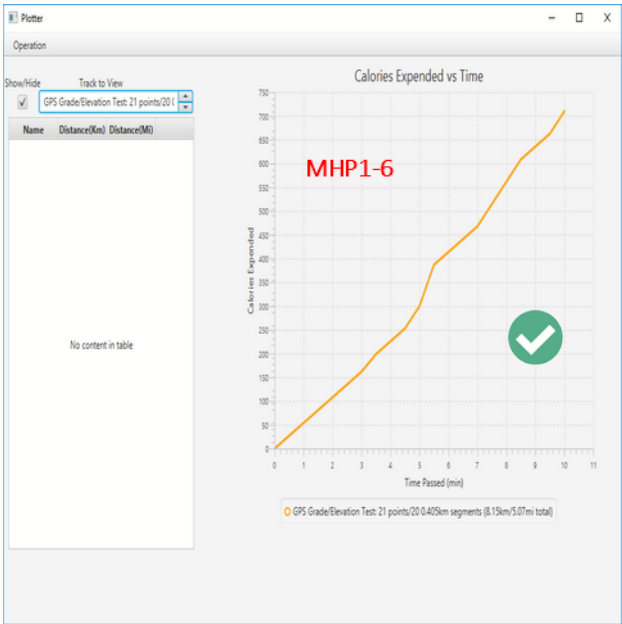 Plotter
Operation
Show/Hide
Track to View
GPS Grade/Elevation Test: 21 points/20 0
Name Distance(Km) Distance(Mi)
No content in table
Calories Expended vs Time
MHP1-6
Calories Expended
750
700
650
600
550
500
450
400
350
300
250
200
150
100
50
0
0 1 2 3 4 5 6 7 8 9 10 11
Time Passed (min)
GPS Grade/Elevation Test: 21 points/20 0.405km segments (8.15km/5.07mi total)